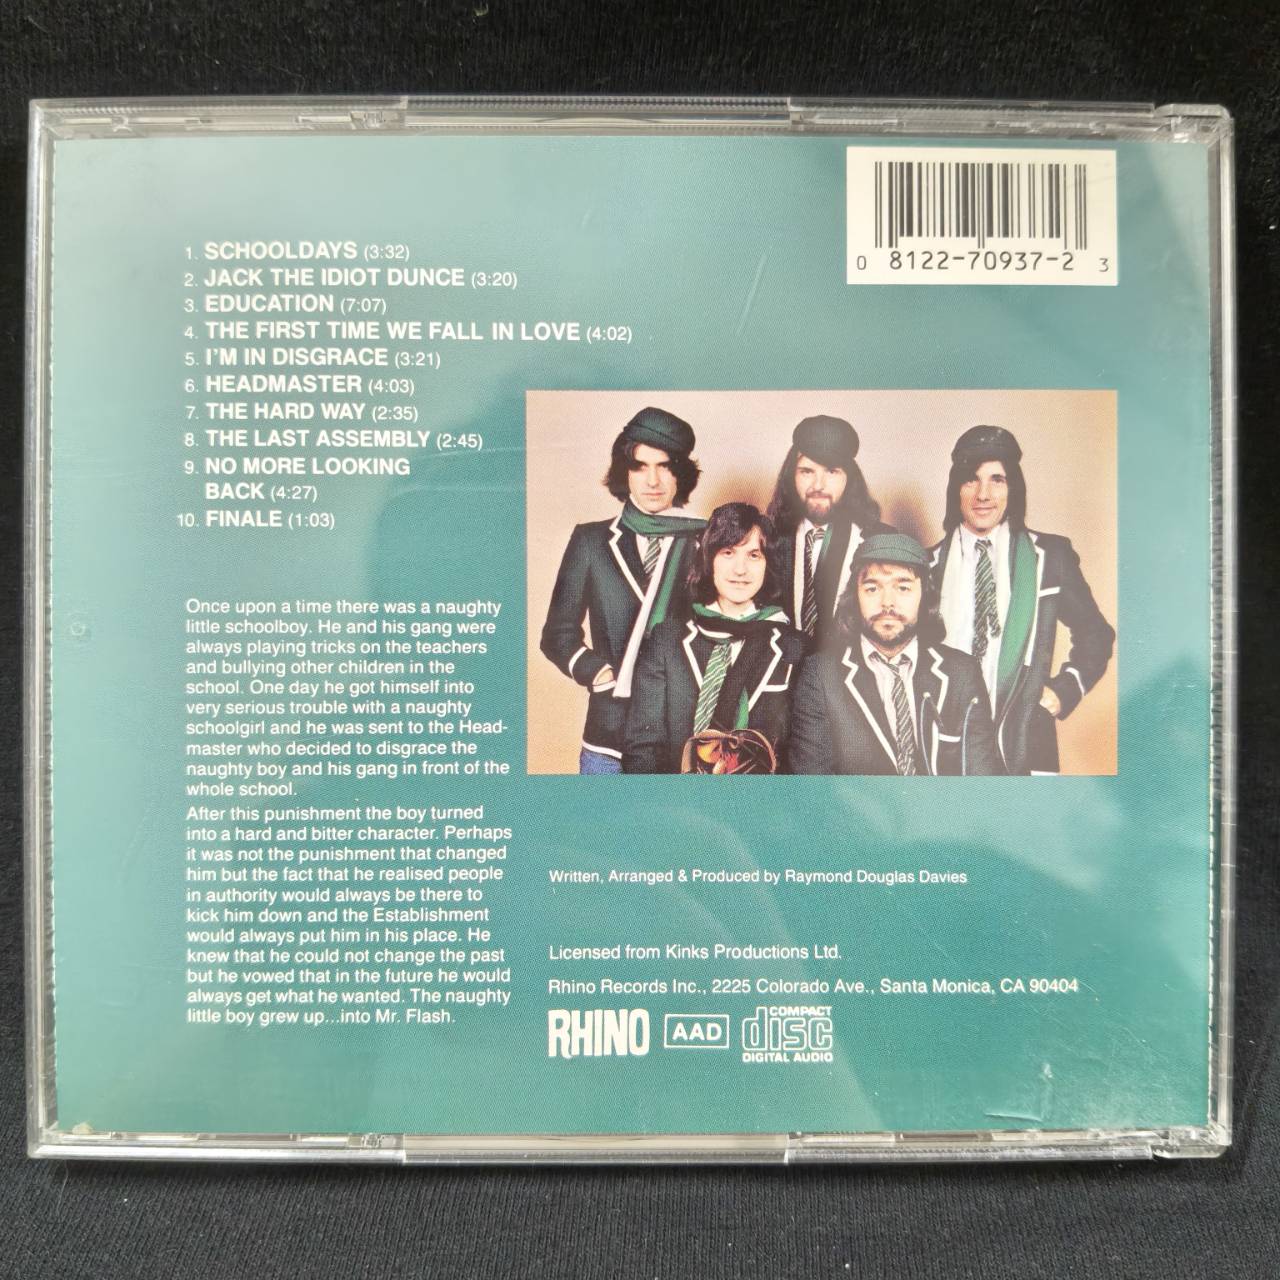 0 8122-70937-2 3
1. SCHOOLDAYS (3:32)
2. JACK THE IDIOT DUNCE (3:20)
3. EDUCATION (7:07)
4. THE FIRST TIME WE FALL IN LOVE (4:02)
5. I'M IN DISGRACE (3:21)
6. HEADMASTER (4:03)
7. THE HARD WAY (2:35)
8. THE LAST ASSEMBLY (2:45)
9. NO MORE LOOKING
BACK (4:27)
10. FINALE (1:03)
Once upon a time there was a naughty
little schoolboy. He and his gang were
always playing tricks on the teachers
and bullying other children in the
school. One day he got himself into
very serious trouble with a naughty
schoolgirl and he was sent to the Head-
master who decided to disgrace the
naughty boy and his gang in front of the
whole school.
After this punishment the boy turned
into a hard and bitter character. Perhaps
it was not the punishment that changed
him but the fact that he realised people
in authority would always be there to
kick him down and the Establishment
would always put him in his place. He
knew that he could not change the past
but he vowed that in the future he would
always get what he wanted. The naughty
little boy grew up...into Mr. Flash.
Written, Arranged & Produced by Raymond Douglas Davies
Licensed from Kinks Productions Ltd.
Rhino Records Inc., 2225 Colorado Ave., Santa Monica, CA 90404
RHINO AAD COMPACT disc DIGITAL AUDIO